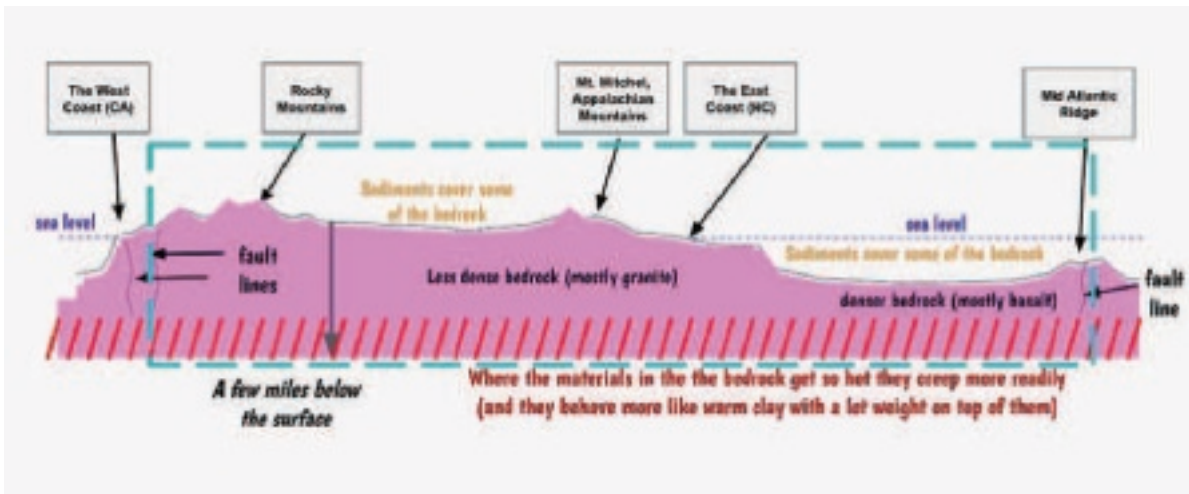 The West
Coast (CA)
Rocky
Mountains
Mt. Mitchel,
Appalachian
Mountains
The East
Coast (NC)
Mid Atlantic
Ridge
Sediments cover some
of the bedrock
sea level
sea level
fault
lines
Less dense bedrock (mostly granite)
Sediments cover some of the bedrock
denser bedrock (mostly basalt)
fault
line
A few miles below
the surface
Where the materials in the the bedrock get so hot they creep more readily
(and they behave more like warm clay with a lot weight on top of them)